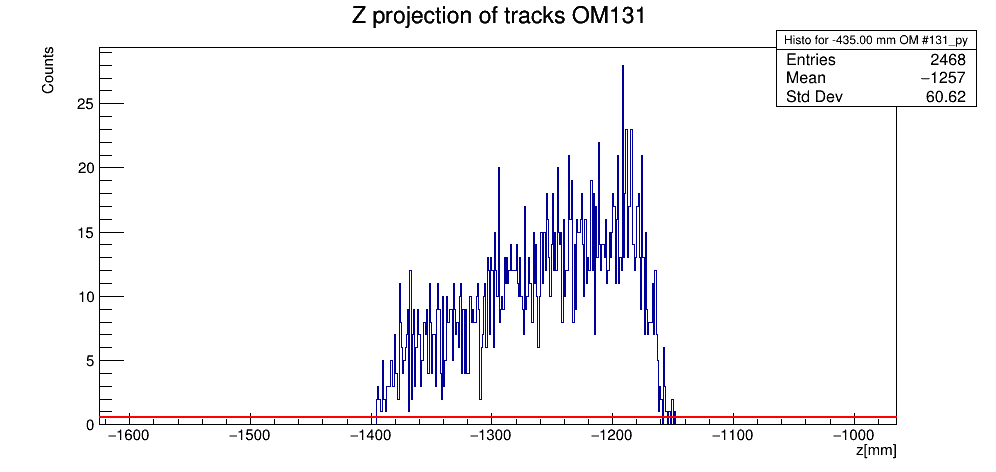 Z projection of tracks OM131
Histo for -435.00 mm OM #131_py
Entries 2468
Mean −1257
Std Dev 60.62
Counts
25
20
15
10
5
0
−1600 −1500 −1400 −1300 −1200 −1100 −1000
z[mm]